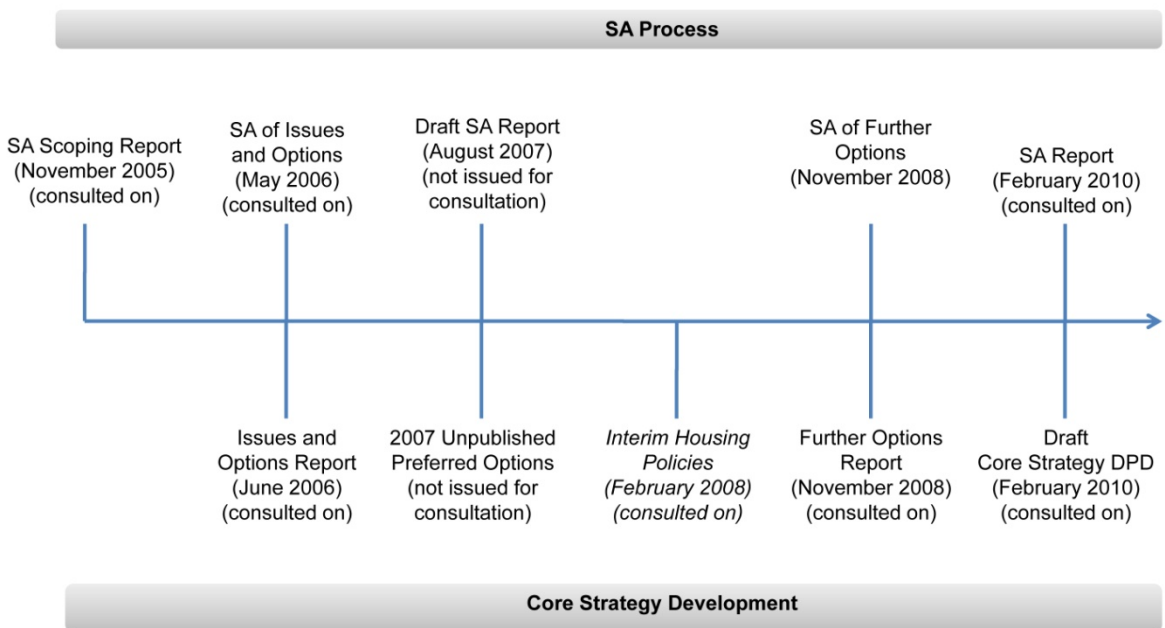 SA Process
SA Scoping Report
(November 2005)
(consulted on)
SA of Issues
and Options
(May 2006)
(consulted on)
Draft SA Report
(August 2007)
(not issued for
consultation)
SA of Further
Options
(November 2008)
SA Report
(February 2010)
(consulted on)
Issues and
Options Report
(June 2006)
(consulted on)
2007 Unpublished
Preferred Options
(not issued for
consultation)
Interim Housing
Policies
(February 2008)
(consulted on)
Further Options
Report
(November 2008)
(consulted on)
Draft
Core Strategy DPD
(February 2010)
(consulted on)
Core Strategy Development